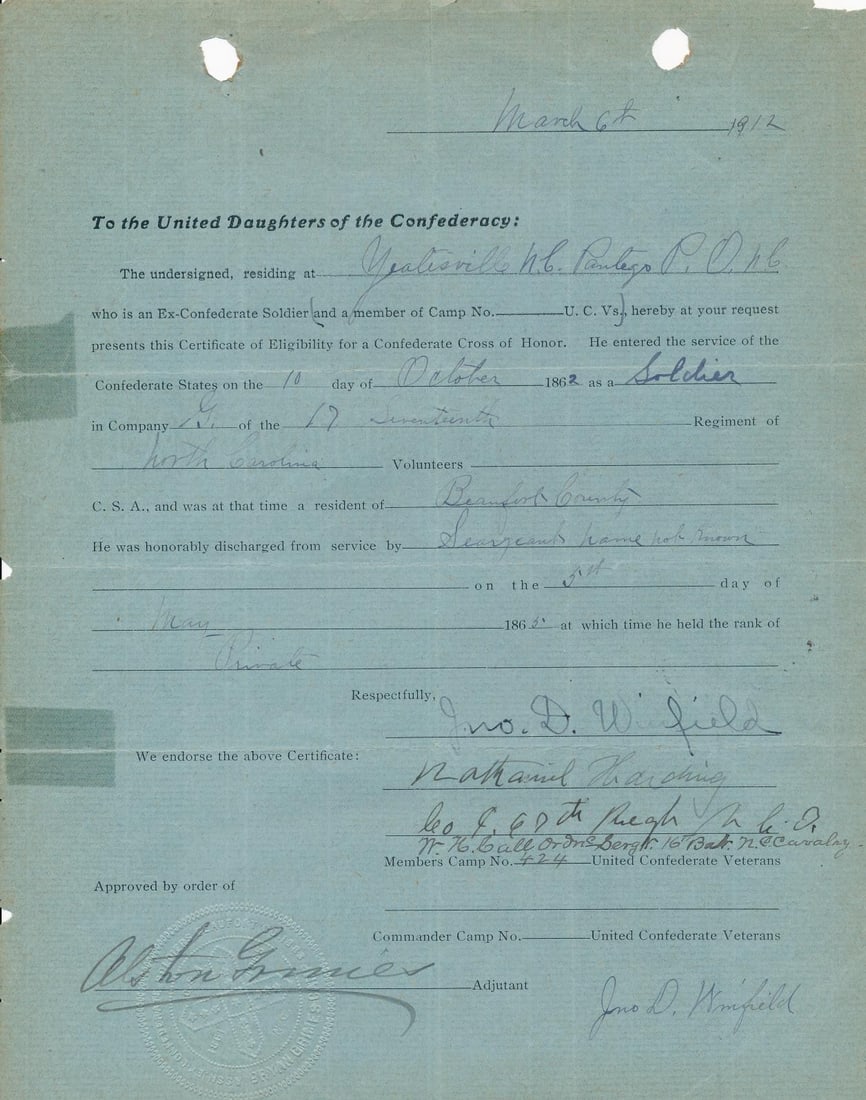 March 6th 1912
To the United Daughters of the Confederacy:
The undersigned, residing at Yeatesville N.C. Pantego P. O. N C
who is an Ex-Confederate Soldier (and a member of Camp No. U. C. Vs.), hereby at your request
presents this Certificate of Eligibility for a Confederate Cross of Honor. He entered the service of the
Confederate States on the 10 day of October 1862 as a Soldier
in Company G. of the 17 Seventeenth Regiment of
North Carolina Volunteers
C. S. A., and was at that time a resident of Beaufort County
He was honorably discharged from service by Seargeant name not known
on the 5th day of
May 1865 at which time he held the rank of
Private
Respectfully,
Jno. D. Winfield
We endorse the above Certificate:
Nathaniel Harding
Co 67th Regt N. C.
W. H. Call Ordnc Sergt. 16 Batt. N. C Cavalry
Members Camp No. 424 United Confederate Veterans
Approved by order of
Commander Camp No. United Confederate Veterans
Alston Grimes Adjutant
Jno D. Winfield